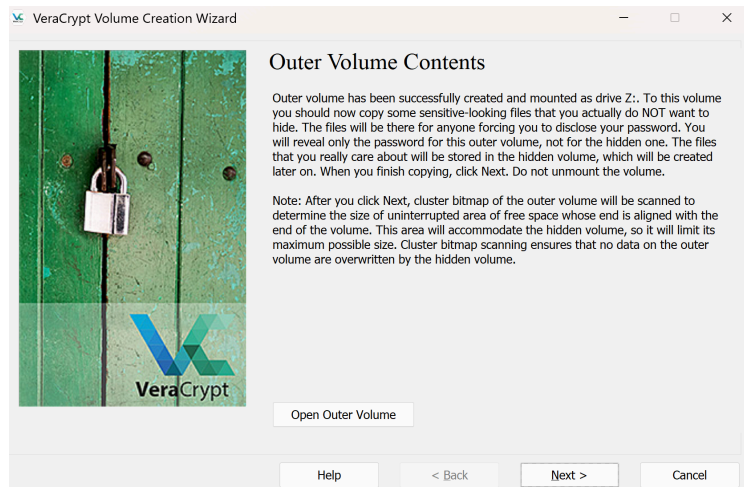 VeraCrypt Volume Creation Wizard
Outer Volume Contents
Outer volume has been successfully created and mounted as drive Z:. To this volume
you should now copy some sensitive-looking files that you actually do NOT want to
hide. The files will be there for anyone forcing you to disclose your password. You
will reveal only the password for this outer volume, not for the hidden one. The files
that you really care about will be stored in the hidden volume, which will be created
later on. When you finish copying, click Next. Do not unmount the volume.
Note: After you click Next, cluster bitmap of the outer volume will be scanned to
determine the size of uninterrupted area of free space whose end is aligned with the
end of the volume. This area will accommodate the hidden volume, so it will limit its
maximum possible size. Cluster bitmap scanning ensures that no data on the outer
volume are overwritten by the hidden volume.
VeraCrypt
Open Outer Volume
Help
< Back
Next >
Cancel